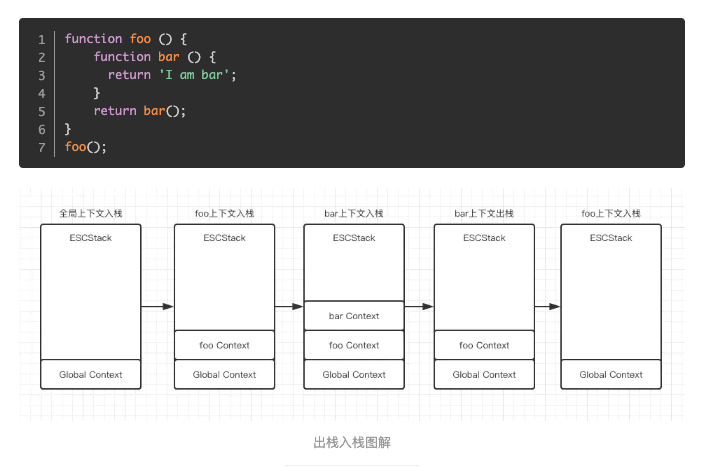 1 function foo () {
2     function bar () {
3       return 'I am bar';
4     }
5     return bar();
6 }
7 foo();
全局上下文入栈 foo上下文入栈 bar上下文入栈 bar上下文出栈 foo上下文入栈
ESCStack ESCStack ESCStack ESCStack ESCStack
bar Context
foo Context foo Context foo Context
Global Context Global Context Global Context Global Context Global Context
出栈入栈图解